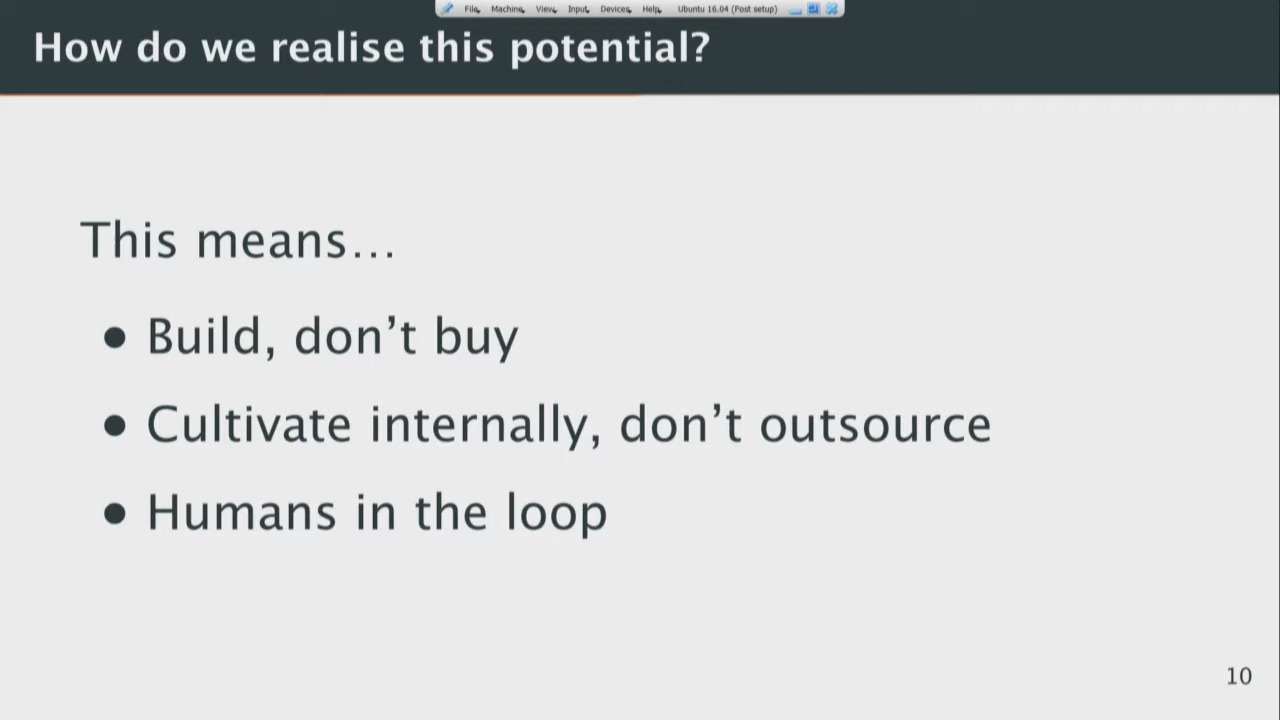 File Machine View Input Devices Help Ubuntu 16.04 (Post setup)
How do we realise this potential?
This means…
● Build, don’t buy
● Cultivate internally, don’t outsource
● Humans in the loop
10